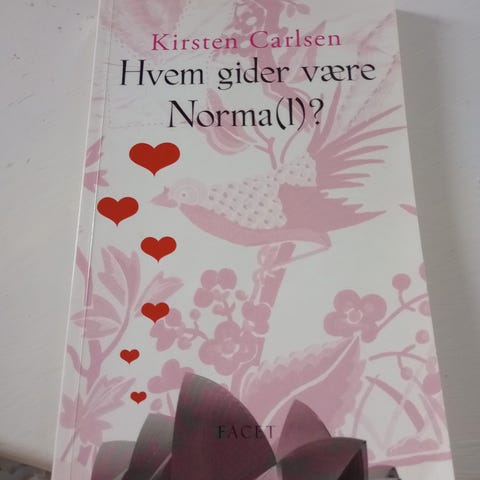 Kirsten Carlsen
Hvem gider være
Norma(l)?
FACET